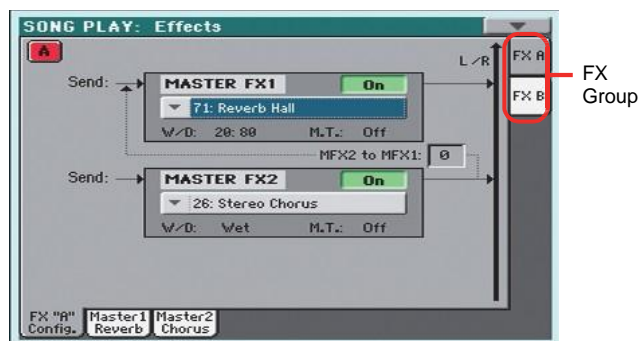 SONG PLAY: Effects
A
L/R
FX A
FX B
FX
Group
Send:
MASTER FX1
On
71: Reverb Hall
W/D: 20:80
M.T.: Off
MFX2 to MFX1: 0
Send:
MASTER FX2
On
26: Stereo Chorus
W/D: Wet
M.T.: Off
FX "A"
Config.
Master1
Reverb
Master2
Chorus